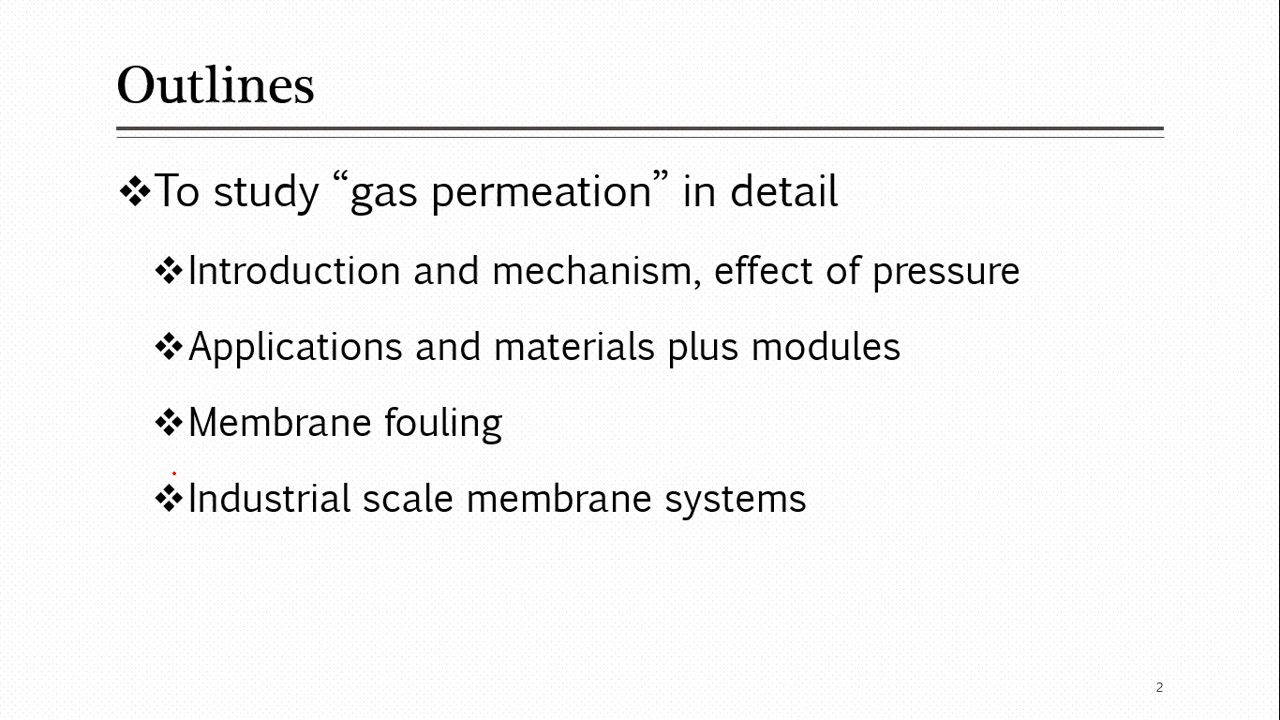 Outlines
❖To study “gas permeation” in detail
❖Introduction and mechanism, effect of pressure
❖Applications and materials plus modules
❖Membrane fouling
❖Industrial scale membrane systems
2